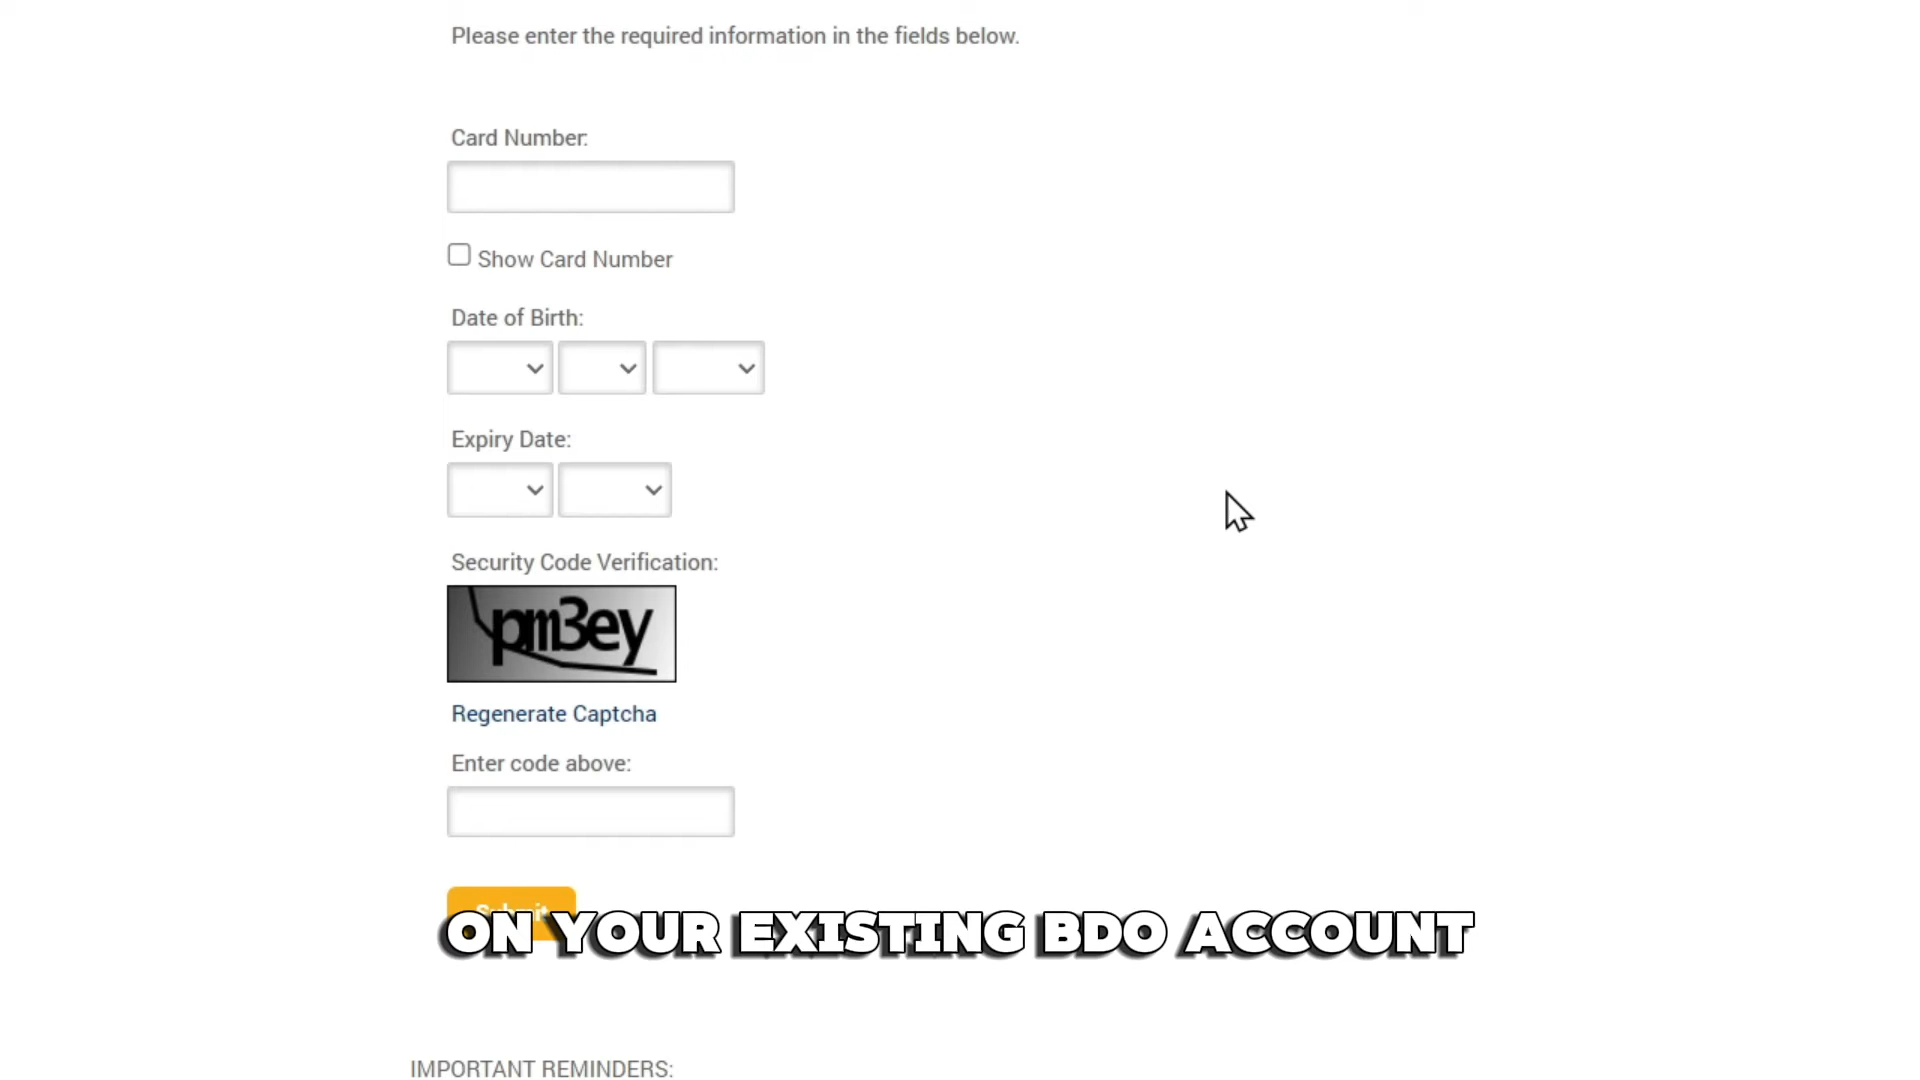 Please enter the required information in the fields below.
Card Number:
Show Card Number
Date of Birth:
Expiry Date:
Security Code Verification:
pm3ey
Regenerate Captcha
Enter code above:
Submit
ON YOUR EXISTING BDO ACCOUNT
IMPORTANT REMINDERS: